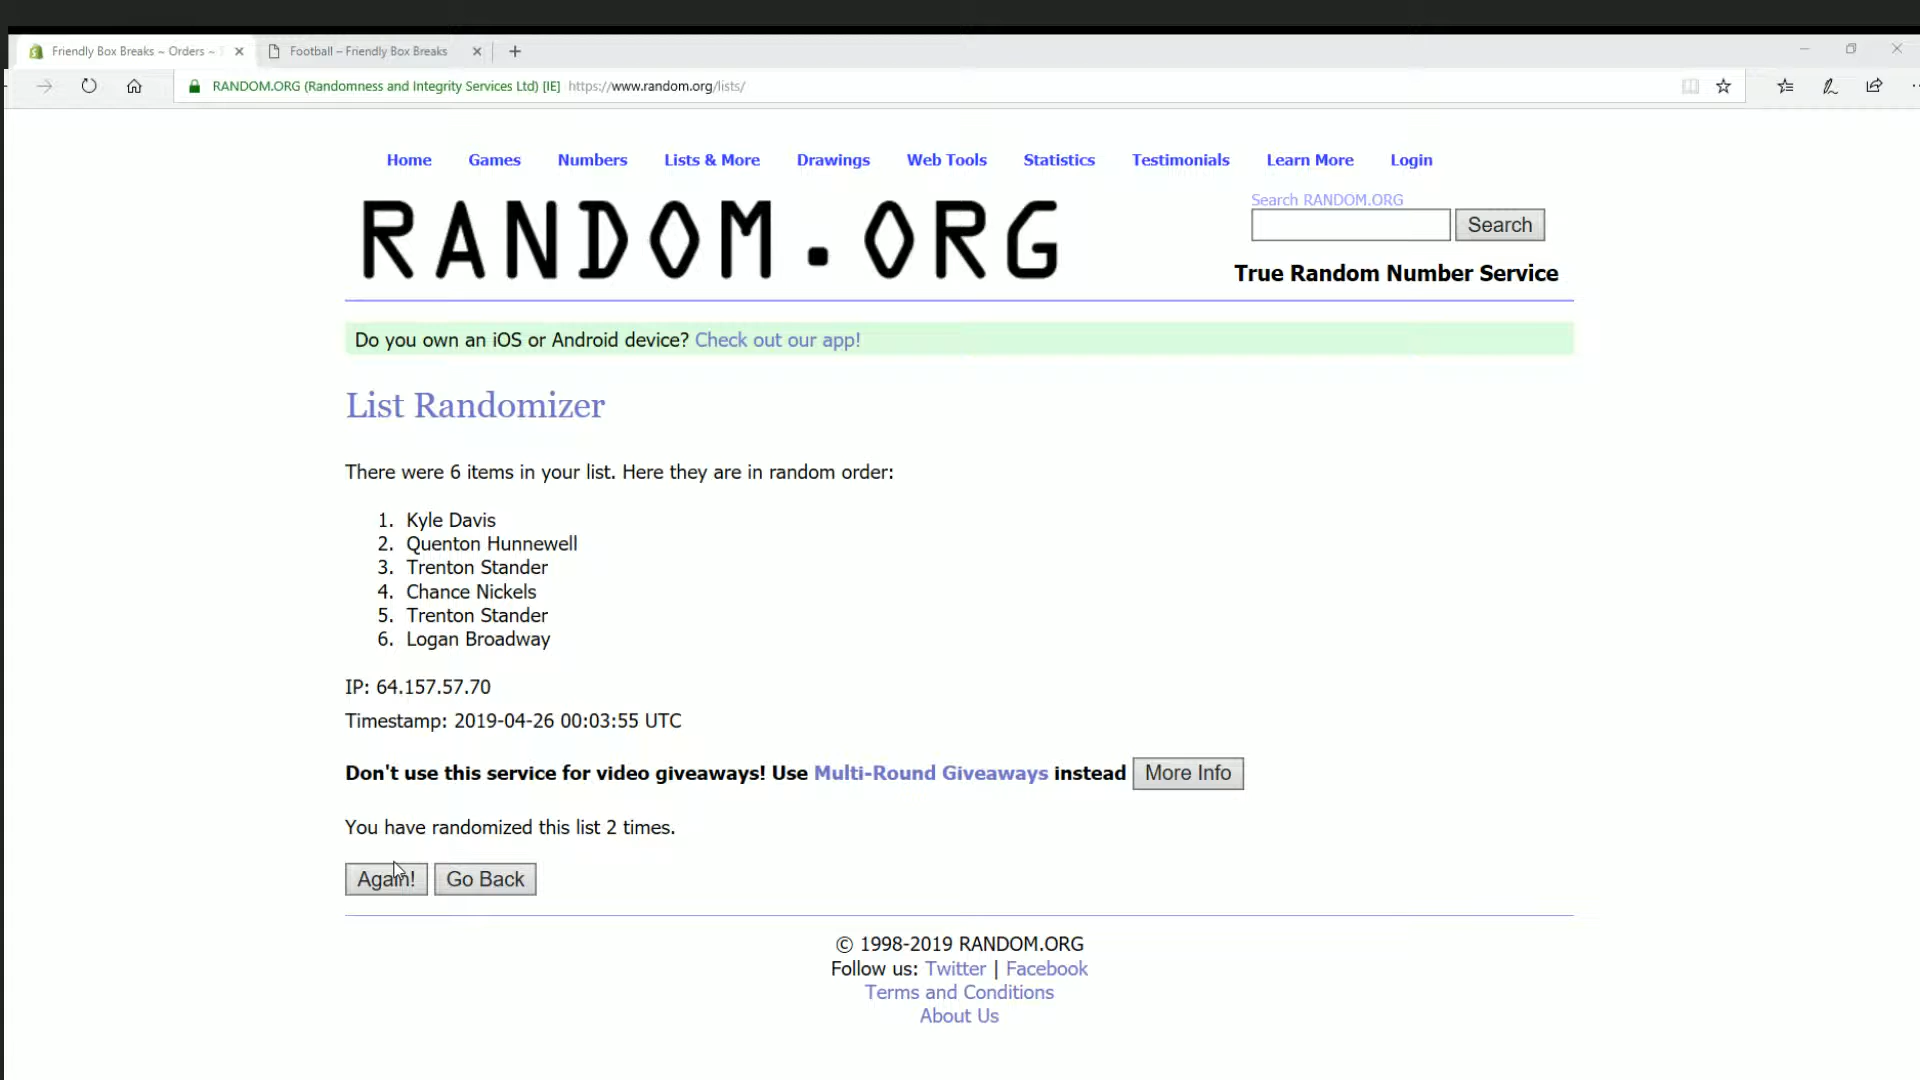 Friendly Box Breaks ~ Orders ~
Football – Friendly Box Breaks
RANDOM.ORG (Randomness and Integrity Services Ltd) [IE] https://www.random.org/lists/
Home Games Numbers Lists & More Drawings Web Tools Statistics Testimonials Learn More Login
RANDOM.ORG
Search RANDOM.ORG
Search
True Random Number Service
Do you own an iOS or Android device? Check out our app!
List Randomizer
There were 6 items in your list. Here they are in random order:
1. Kyle Davis
2. Quenton Hunnewell
3. Trenton Stander
4. Chance Nickels
5. Trenton Stander
6. Logan Broadway
IP: 64.157.57.70
Timestamp: 2019-04-26 00:03:55 UTC
Don't use this service for video giveaways! Use Multi-Round Giveaways instead More Info
You have randomized this list 2 times.
Again! Go Back
© 1998-2019 RANDOM.ORG
Follow us: Twitter | Facebook
Terms and Conditions
About Us